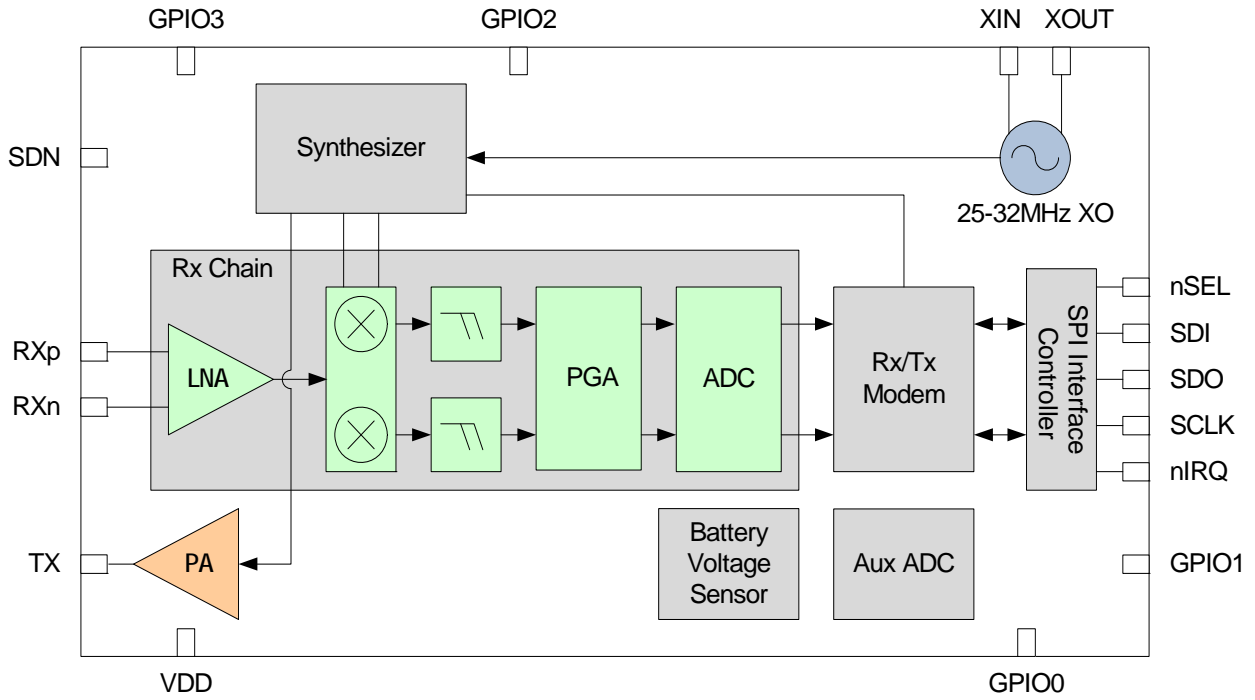 GPIO3
GPIO2
XIN
XOUT
SDN
Synthesizer
25-32MHz XO
Rx Chain
RXp
RXn
LNA
PGA
ADC
Rx/Tx
Modem
SPI Interface
Controller
nSEL
SDI
SDO
SCLK
nIRQ
TX
PA
Battery
Voltage
Sensor
Aux ADC
GPIO1
VDD
GPIO0